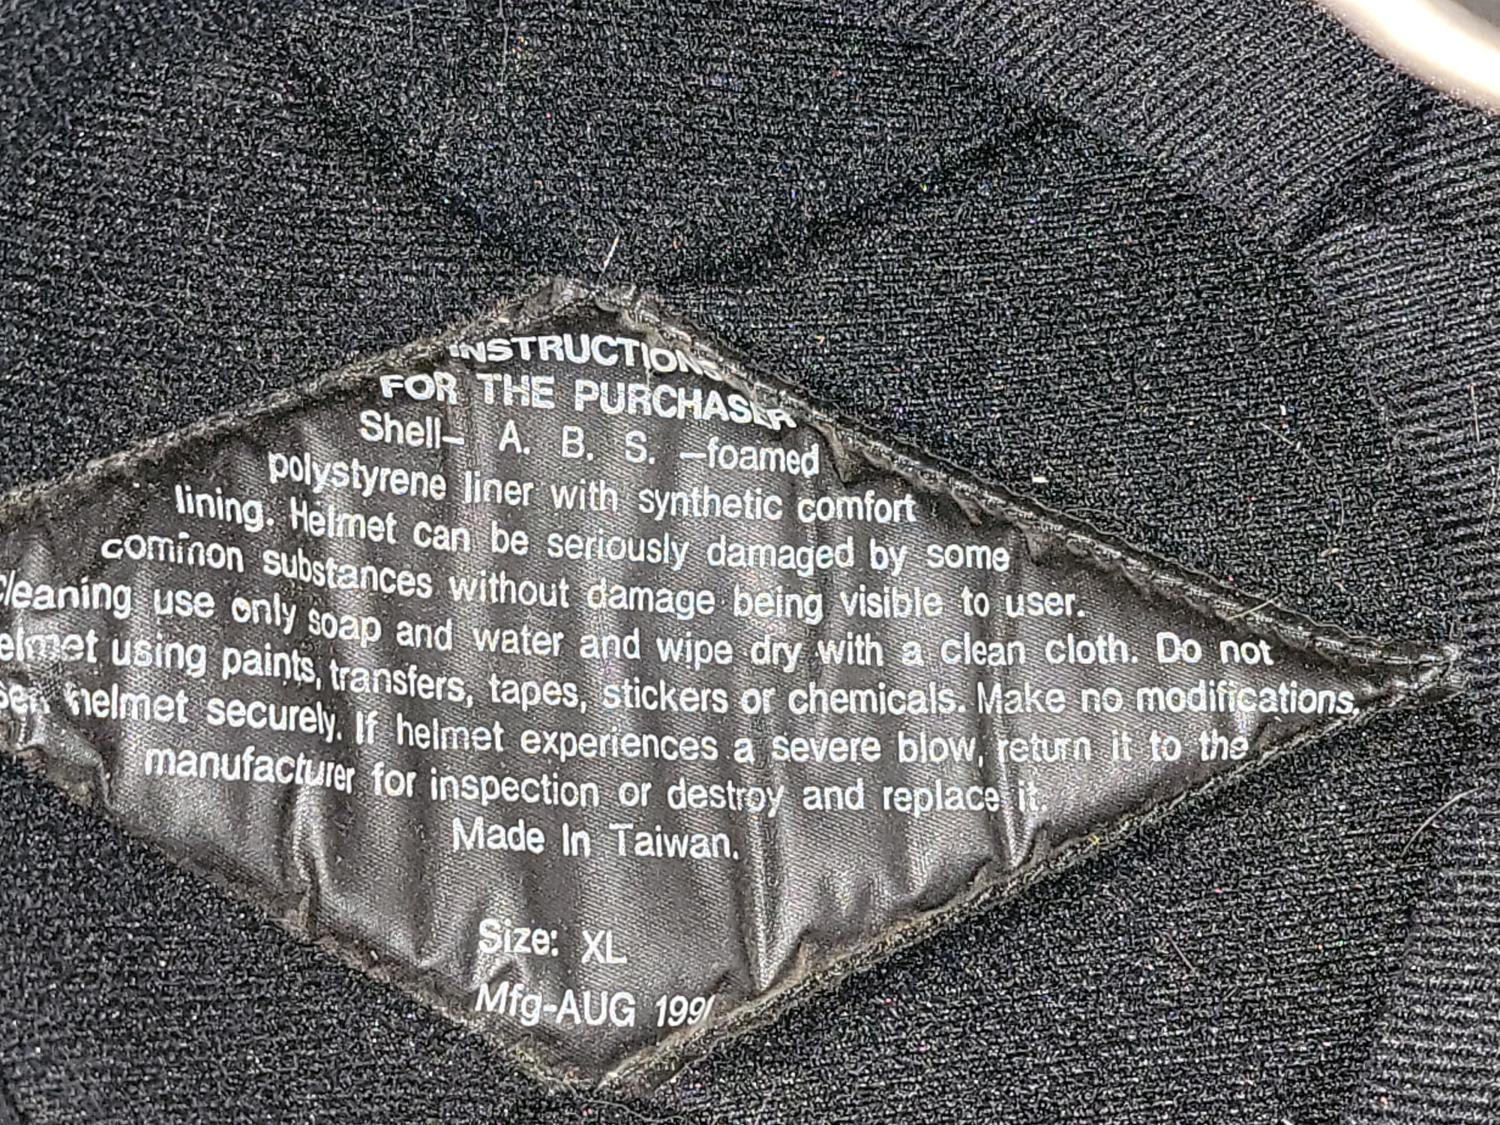 INSTRUCTIONS
FOR THE PURCHASER
Shell- A. B. S. -foamed
polystyrene liner with synthetic comfort
lining. Helmet can be seriously damaged by some
common substances without damage being visible to user.
cleaning use only soap and water and wipe dry with a clean cloth. Do not
elmet using paints, transfers, tapes, stickers or chemicals. Make no modifications.
helmet securely. If helmet experiences a severe blow, return it to the
manufacturer for inspection or destroy and replace it.
Made In Taiwan.
Size: XL
Mfg-AUG 199